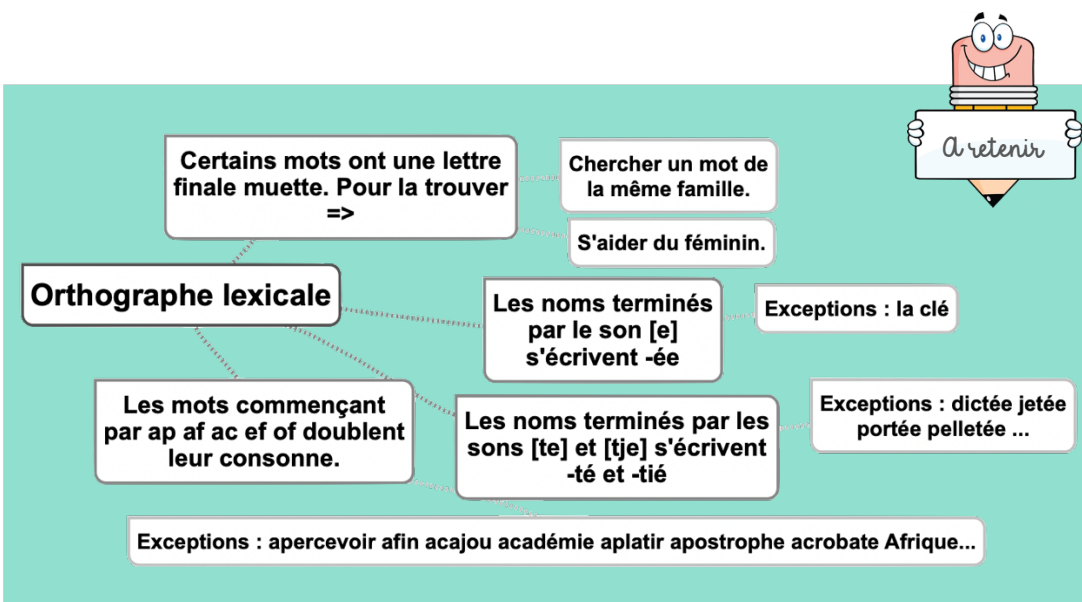 A retenir
Certains mots ont une lettre
finale muette. Pour la trouver
=>
Chercher un mot de
la même famille.
S'aider du féminin.
Orthographe lexicale
Les noms terminés
par le son [e]
s'écrivent -ée
Exceptions : la clé
Les mots commençant
par ap af ac ef of doublent
leur consonne.
Les noms terminés par les
sons [te] et [tje] s'écrivent
-té et -tié
Exceptions : dictée jetée
portée pelletée ...
Exceptions : apercevoir afin acajou académie aplatir apostrophe acrobate Afrique...